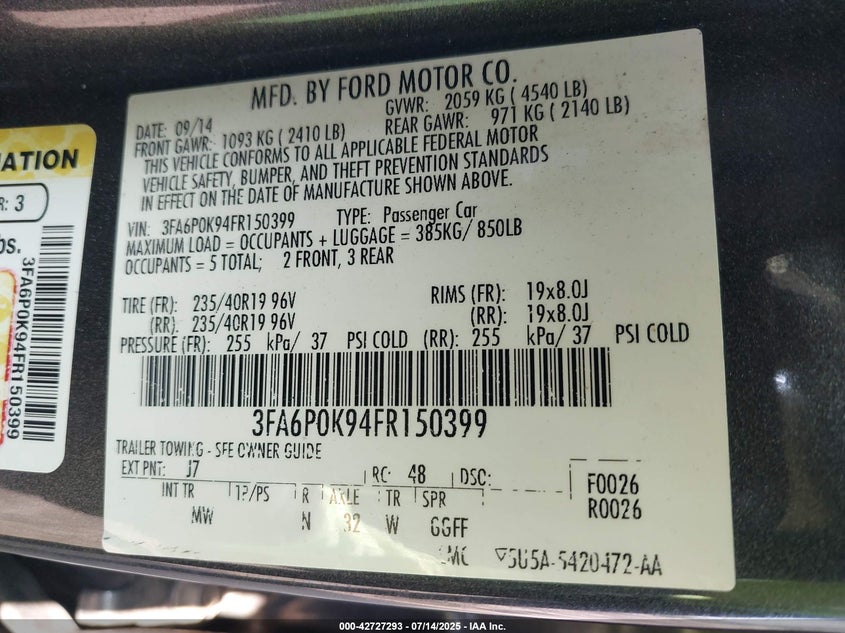 MFD. BY FORD MOTOR CO.
DATE: 09/14 GVWR: 2059 KG ( 4540 LB)
FRONT GAWR: 1093 KG ( 2410 LB) REAR GAWR: 971 KG ( 2140 LB)
THIS VEHICLE CONFORMS TO ALL APPLICABLE FEDERAL MOTOR
VEHICLE SAFETY, BUMPER, AND THEFT PREVENTION STANDARDS
IN EFFECT ON THE DATE OF MANUFACTURE SHOWN ABOVE.
VIN: 3FA6P0K94FR150399 TYPE: Passenger Car
MAXIMUM LOAD = OCCUPANTS + LUGGAGE = 385KG/ 850LB
OCCUPANTS = 5 TOTAL; 2 FRONT, 3 REAR
TIRE (FR): 235/40R19 96V RIMS (FR): 19x8.0J
(RR). 235/40R19 96V (RR): 19x8.0J
PRESSURE (FR): 255 kPa/ 37 PSI COLD (RR): 255 kPa/ 37 PSI COLD
3FA6P0K94FR150399
TRAILER TOWING - SEE OWNER GUIDE
EXT PNT: J7 RC: 48 DSO: F0026
INT TR TP/PS R AXLE TR SPR R0026
MW N 32 W GGFF
5U5A-5420472-AA
3
bs.
3FA6P0K94FR150399
000-42727293 - 07/14/2025 - IAA Inc.